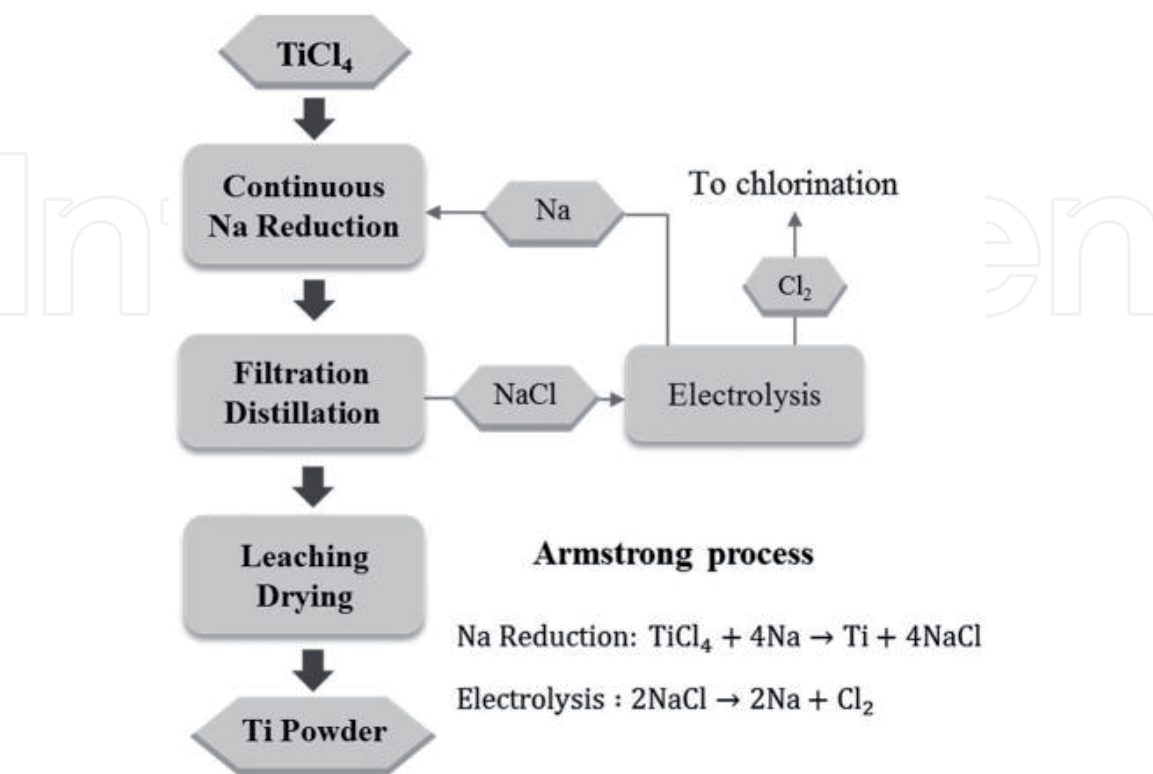 TiCl₄
Continuous
Na Reduction
Na
To chlorination
Cl₂
Filtration
Distillation
NaCl
Electrolysis
Leaching
Drying
Armstrong process
Na Reduction: TiCl₄ + 4Na → Ti + 4NaCl
Electrolysis : 2NaCl → 2Na + Cl₂
Ti Powder